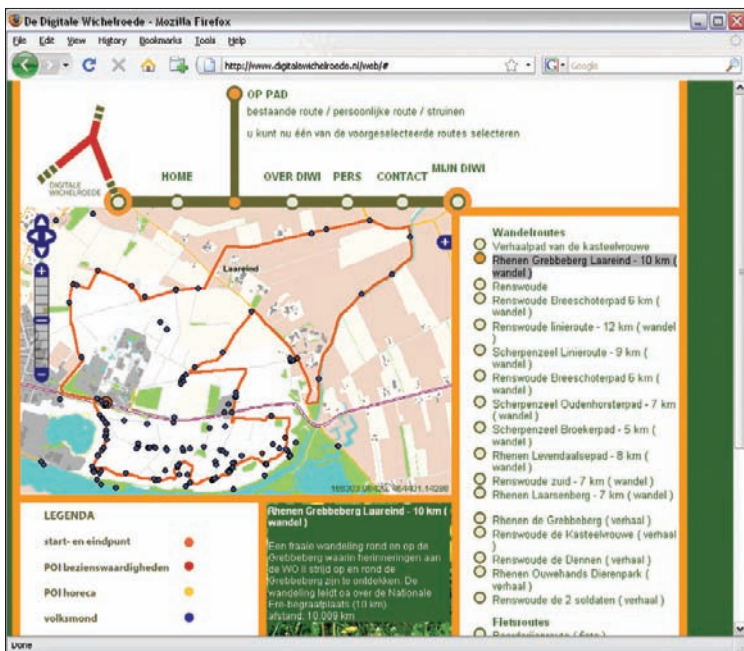 De Digitale Wichelroede - Mozilla Firefox
File Edit View History Bookmarks Tools Help
http://www.digitalewichelroede.nl/web/#
Google
OP PAD
bestaande route / persoonlijke route / struinen
u kunt nu één van de voorgeselecteerde routes selecteren
DIGITALE
WICHELROEDE
HOME OVER DIWI PERS CONTACT MIJN DIWI
Laareind
Wandelroutes
Verhaalpad van de kasteelvrouwe
Rhenen Grebbeberg Laareind - 10 km (
wandel )
Renswoude
Renswoude Breeschoterpad 6 km (
wandel )
Renswoude linieroute - 12 km ( wandel
)
Scherpenzeel Linieroute - 9 km (
wandel )
Renswoude Breeschoterpad 6 km (
wandel )
Scherpenzeel Oudenhorsterpad - 7 km
( wandel )
Scherpenzeel Broekerpad - 5 km (
wandel )
Rhenen Levendaalsepad - 8 km (
wandel )
Renswoude zuid - 7 km ( wandel )
Rhenen Laarsenberg - 7 km ( wandel )
Rhenen de Grebbeberg ( verhaal )
Renswoude de Kasteelvrouwe ( verhaal
)
Renswoude de Dennen ( verhaal )
Rhenen Ouwehands Dierenpark (
verhaal )
Renswoude de 2 soldaten ( verhaal )
Fietsroutes
LEGENDA
start- en eindpunt
POI bezienswaardigheden
POI horeca
volksmond
Rhenen Grebbeberg Laareind - 10 km (
wandel )
Een fraaie wandeling rond en op de
Grebbeberg waarin herinneringen aan
de WO II strijd op en rond de
Grebbeberg zijn te ontdekken. De
wandeling leidt oa over de Nationale
Ere-begraafplaats (10 km)
afstand: 10.009 km
Done